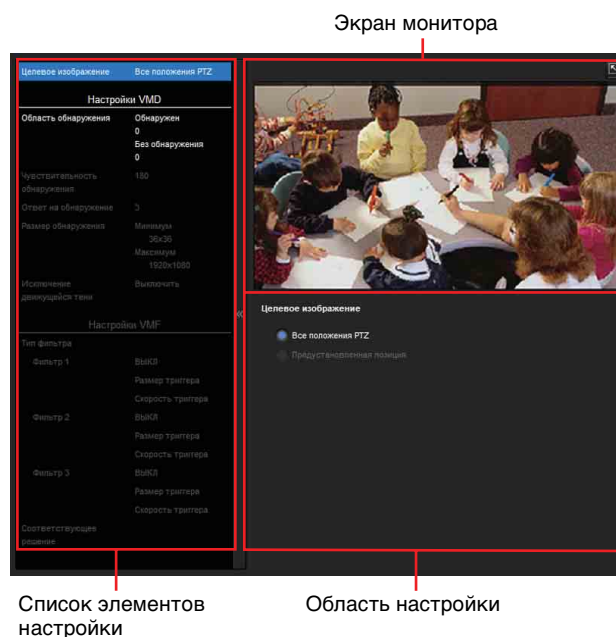 Экран монитора
Целевое изображение Все положения PTZ
Настройки VMD
Область обнаружения Обнаружен
0
Без обнаружения
0
Чувствительность обнаружения 180
Ответ на обнаружение 3
Размер обнаружения Минимум
36x36
Максимум
1920x1080
Исключение движущейся тени Выключить
Настройки VMF
Тип фильтра
Фильтр 1 ВЫКЛ
Размер триггера
Скорость триггера
Фильтр 2 ВЫКЛ
Размер триггера
Скорость триггера
Фильтр 3 ВЫКЛ
Размер триггера
Скорость триггера
Соответствующее решение
«
Целевое изображение
Все положения PTZ
Предустановленная позиция
Список элементов
настройки
Область настройки